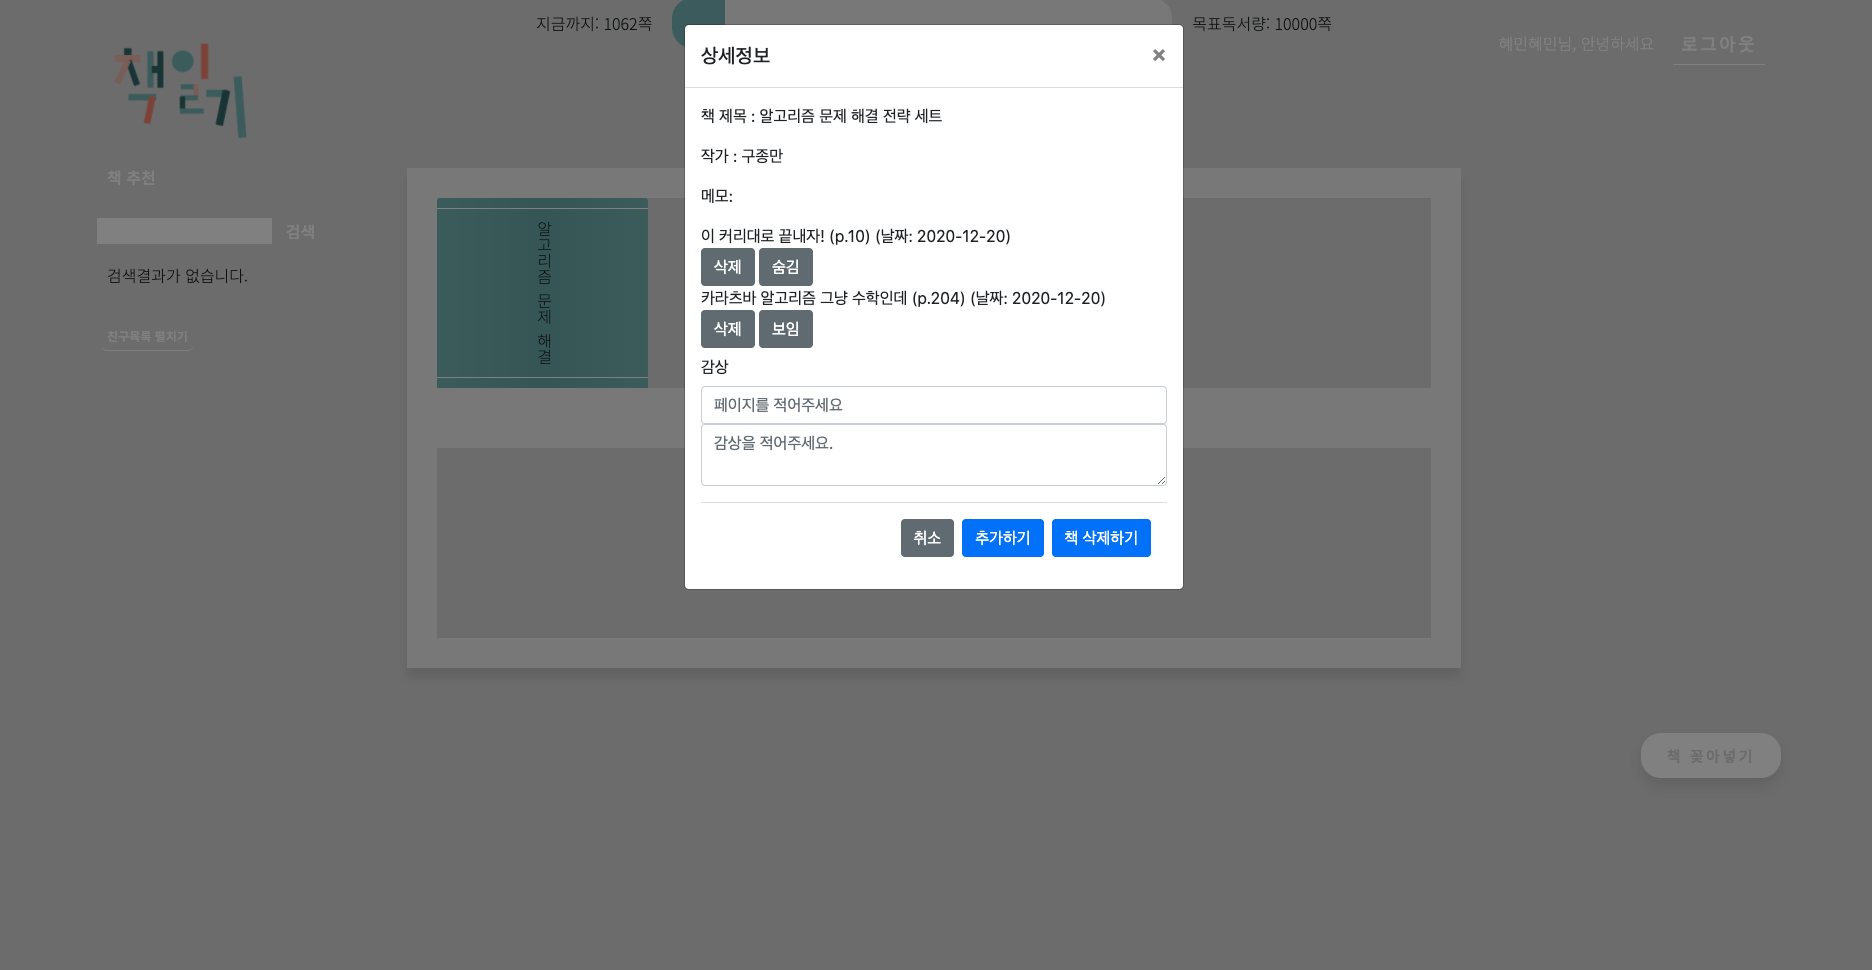 지금까지: 1062쪽
목표독서량: 10000쪽
혜민혜민님, 안녕하세요
로그아웃
책읽기
책 추천
검색
검색결과가 없습니다.
친구목록 펼치기
알고리즘 문제 해결
상세정보
×
책 제목 : 알고리즘 문제 해결 전략 세트
작가 : 구종만
메모:
이 커리대로 끝내자! (p.10) (날짜: 2020-12-20)
삭제 숨김
카라츠바 알고리즘 그냥 수학인데 (p.204) (날짜: 2020-12-20)
삭제 보임
감상
페이지를 적어주세요
감상을 적어주세요.
취소 추가하기 책 삭제하기
책 꽂아넣기